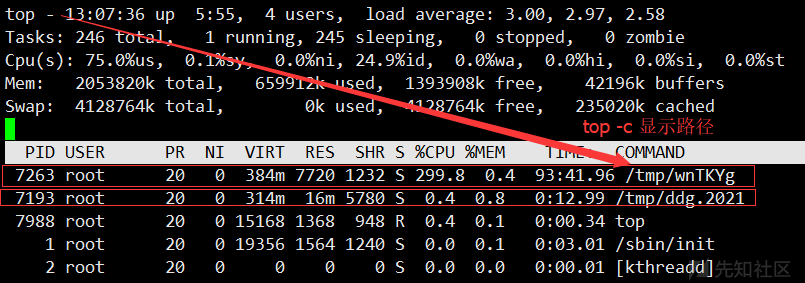 top - 13:07:36 up  5:55,  4 users,  load average: 3.00, 2.97, 2.58
Tasks: 246 total,   1 running, 245 sleeping,   0 stopped,   0 zombie
Cpu(s): 75.0%us,  0.1%sy,  0.0%ni, 24.9%id,  0.0%wa,  0.0%hi,  0.0%si,  0.0%st
Mem:   2053820k total,   659912k used,  1393908k free,    42196k buffers
Swap:  4128764k total,        0k used,  4128764k free,   235020k cached
top -c 显示路径
PID USER      PR  NI  VIRT  RES  SHR S %CPU %MEM    TIME+  COMMAND
7263 root      20   0  384m 7720 1232 S 299.8  0.4  93:41.96 /tmp/wnTKYg
7193 root      20   0  314m  16m 5780 S  0.4  0.8   0:12.99 /tmp/ddg.2021
7988 root      20   0 15168 1368  948 R  0.4  0.1   0:00.34 top
1 root      20   0 19356 1564 1240 S  0.0  0.1   0:03.01 /sbin/init
2 root      20   0     0    0    0 S  0.0  0.0   0:00.01 [kthreadd]
先知社区